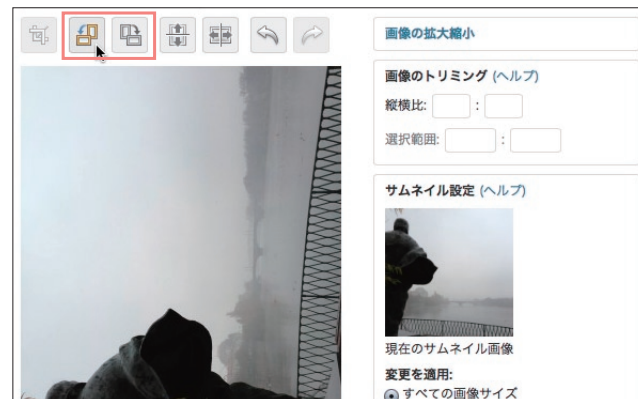 画像の拡大縮小
画像のトリミング (ヘルプ)
縦横比: :
選択範囲: :
サムネイル設定 (ヘルプ)
現在のサムネイル画像
変更を適用:
すべての画像サイズ